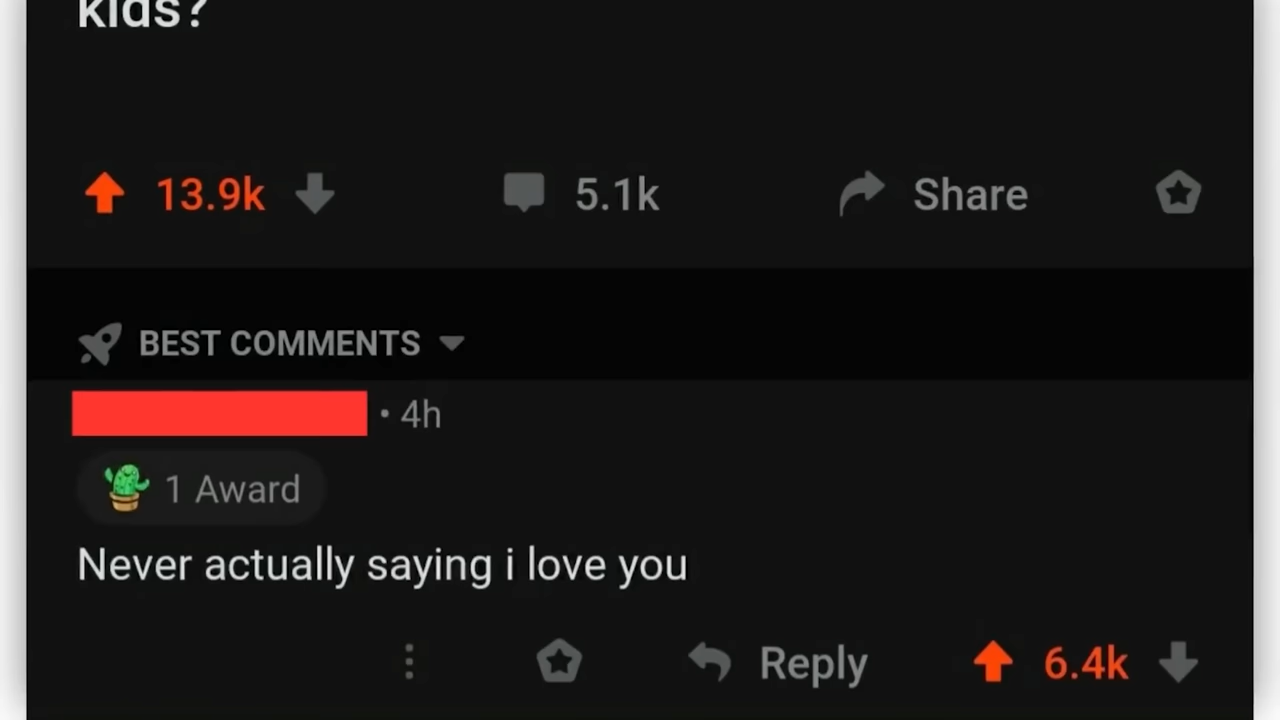 kids?
13.9k 5.1k Share
BEST COMMENTS
• 4h
1 Award
Never actually saying i love you
Reply 6.4k